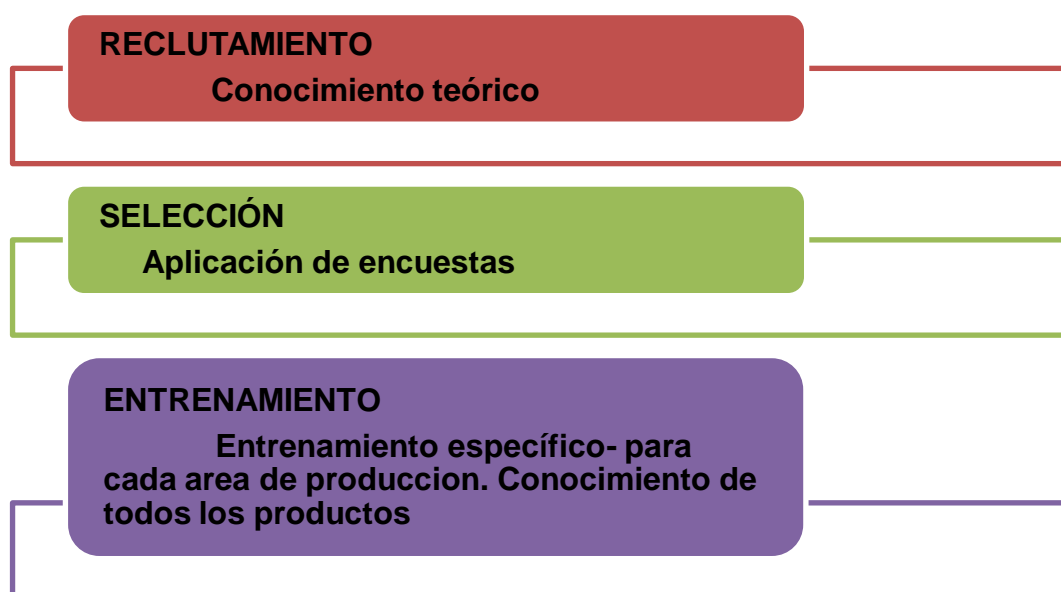 RECLUTAMIENTO
Conocimiento teórico
SELECCIÓN
Aplicación de encuestas
ENTRENAMIENTO
Entrenamiento específico- para
cada area de produccion. Conocimiento de
todos los productos